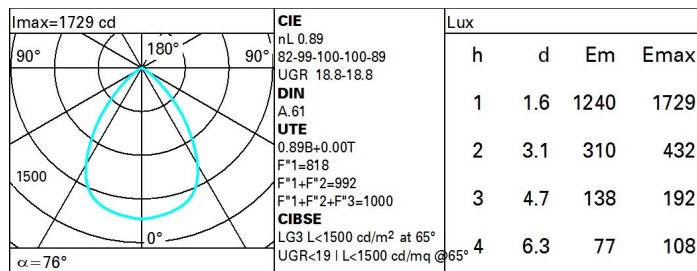 Imax=1729 cd
90° 180° 90°
1500
0°
α=76°
CIE
nL 0.89
82-99-100-100-89
UGR 18.8-18.8
DIN
A.61
UTE
0.89B+0.00T
F"1=818
F"1+F"2=992
F"1+F"2+F"3=1000
CIBSE
LG3 L<1500 cd/m² at 65°
UGR<19 | L<1500 cd/mq @65°
Lux
h d Em Emax
1 1.6 1240 1729
2 3.1 310 432
3 4.7 138 192
4 6.3 77 108